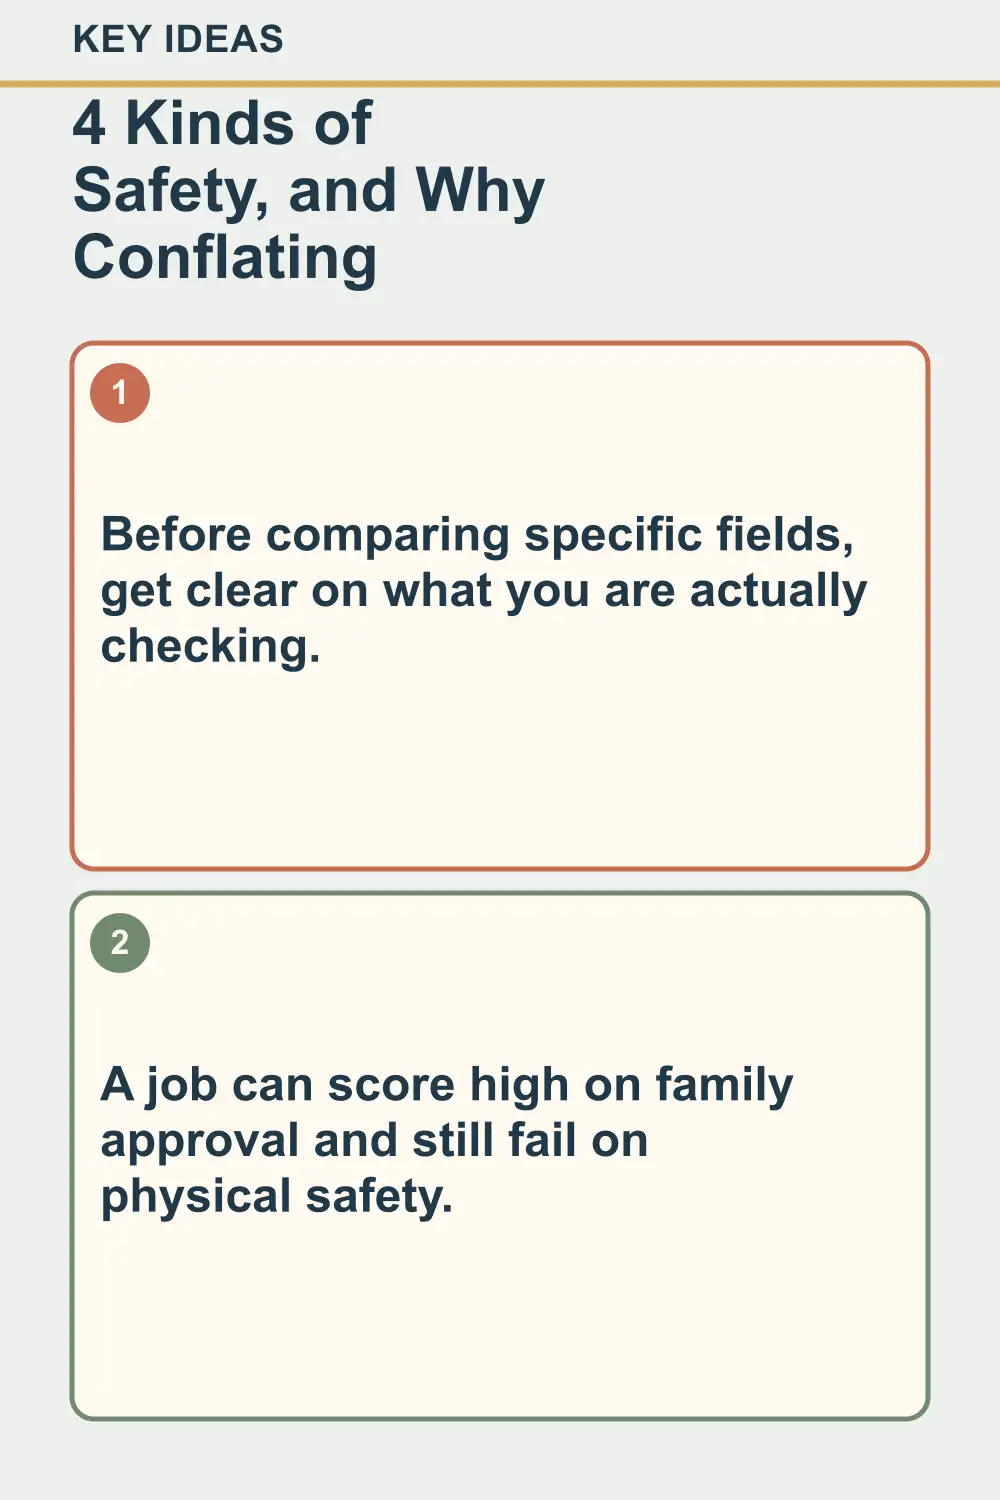 KEY IDEAS
4 Kinds of
Safety, and Why
Conflating
1
Before comparing specific fields,
get clear on what you are actually
checking.
2
A job can score high on family
approval and still fail on
physical safety.